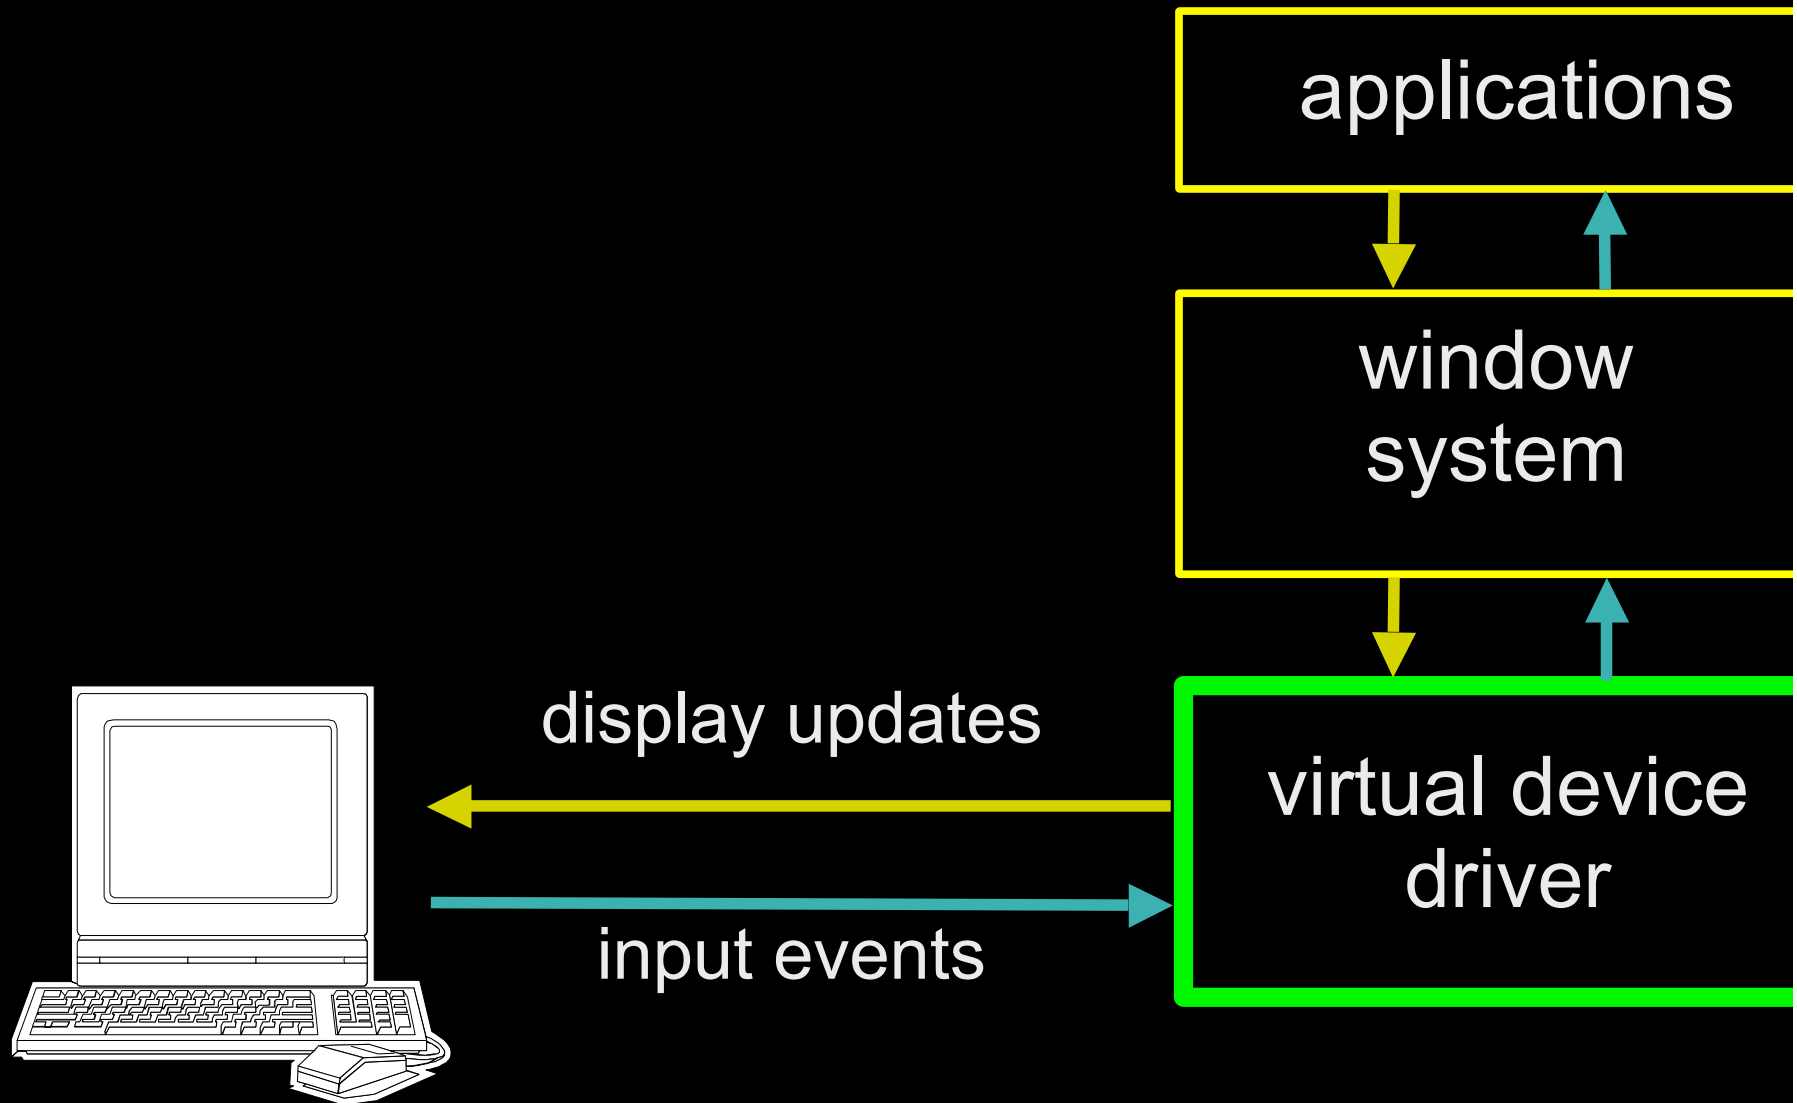 applications
window
system
display updates
virtual device
driver
input events